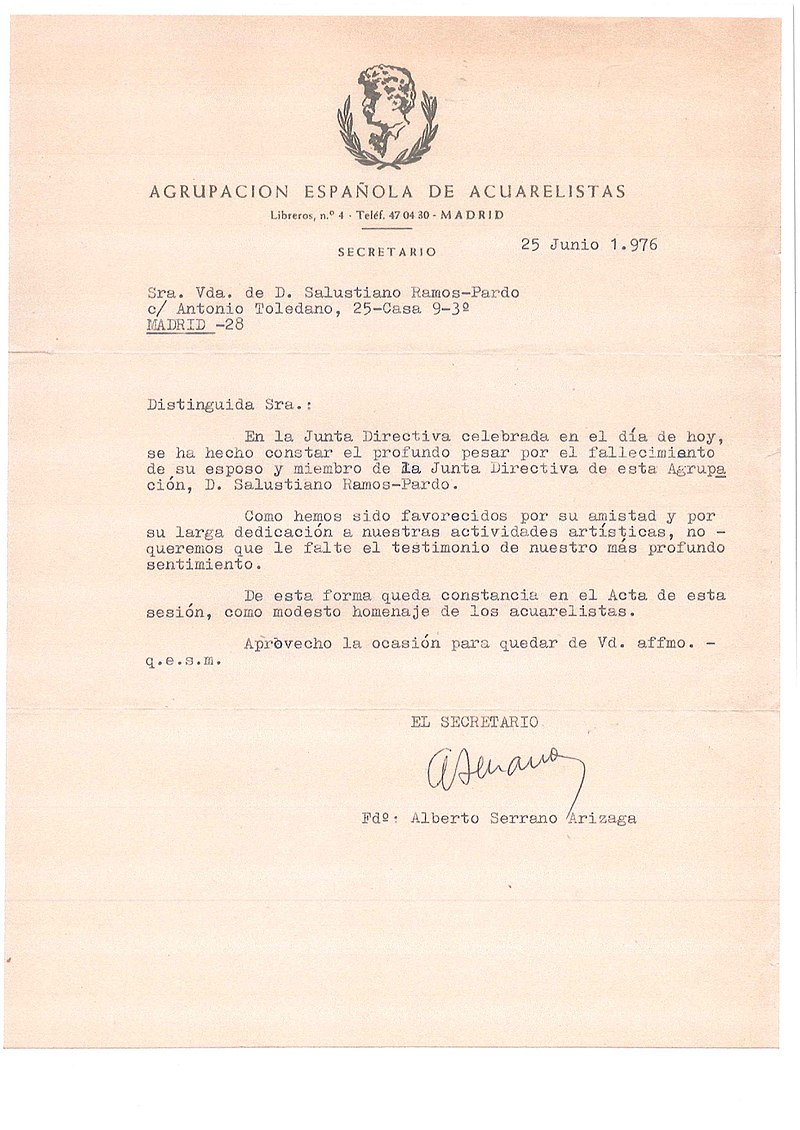 AGRUPACION ESPAÑOLA DE ACUARELISTAS
Libreros, n.º 4 - Teléf. 47 04 30 - MADRID
SECRETARIO
25 Junio 1.976
Sra. Vda. de D. Salustiano Ramos-Pardo
c/ Antonio Toledano, 25-Casa 9-3º
MADRID -28
Distinguida Sra.:
En la Junta Directiva celebrada en el día de hoy,
se ha hecho constar el profundo pesar por el fallecimiento
de su esposo y miembro de la Junta Directiva de esta Agrupa
ción, D. Salustiano Ramos-Pardo.
Como hemos sido favorecidos por su amistad y por
su larga dedicación a nuestras actividades artísticas, no -
queremos que le falte el testimonio de nuestro más profundo
sentimiento.
De esta forma queda constancia en el Acta de esta
sesión, como modesto homenaje de los acuarelistas.
Aprovecho la ocasión para quedar de Vd. affmo. -
q.e.s.m.
EL SECRETARIO
ASerrano
Fdº: Alberto Serrano Arizaga